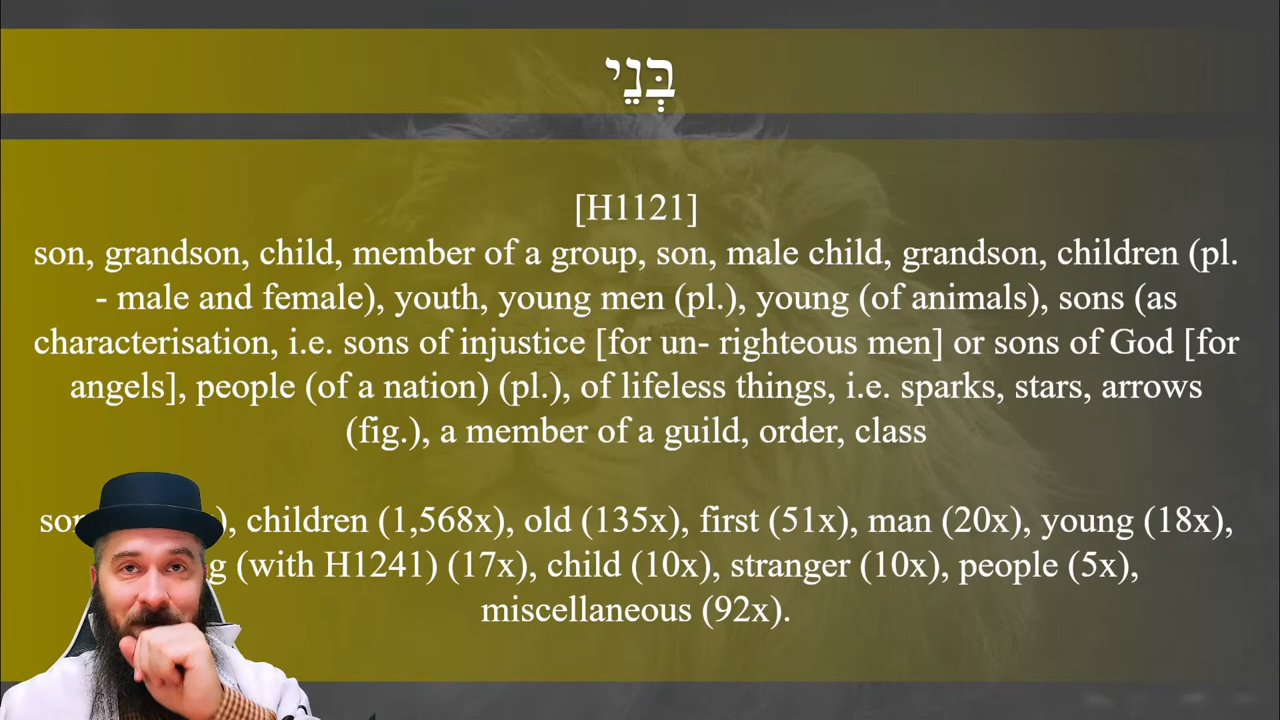 בְּנֵי
[H1121]
son, grandson, child, member of a group, son, male child, grandson, children (pl.
- male and female), youth, young men (pl.), young (of animals), sons (as
characterisation, i.e. sons of injustice [for un- righteous men] or sons of God [for
angels], people (of a nation) (pl.), of lifeless things, i.e. sparks, stars, arrows
(fig.), a member of a guild, order, class
), children (1,568x), old (135x), first (51x), man (20x), young (18x),
(with H1241) (17x), child (10x), stranger (10x), people (5x),
miscellaneous (92x).